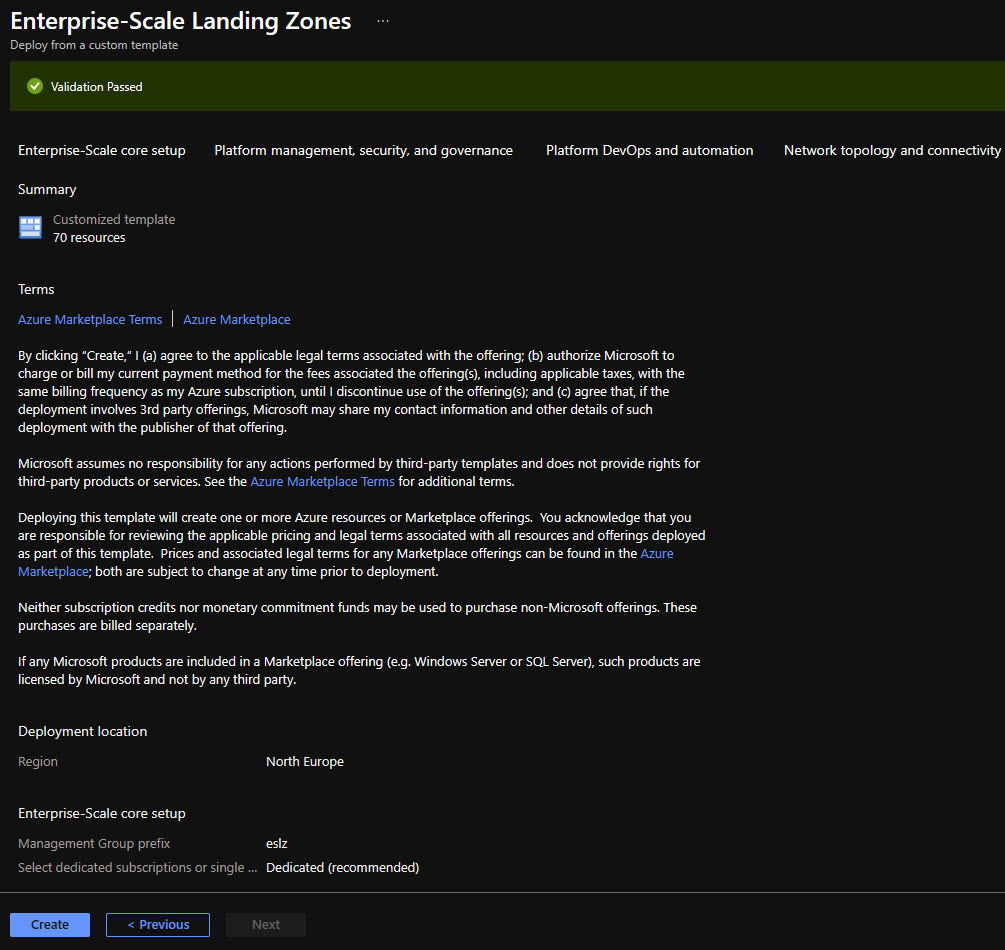 Enterprise-Scale Landing Zones ...
Deploy from a custom template
Validation Passed
Enterprise-Scale core setup Platform management, security, and governance Platform DevOps and automation Network topology and connectivity
Summary
Customized template
70 resources
Terms
Azure Marketplace Terms | Azure Marketplace
By clicking “Create,” I (a) agree to the applicable legal terms associated with the offering; (b) authorize Microsoft to
charge or bill my current payment method for the fees associated the offering(s), including applicable taxes, with the
same billing frequency as my Azure subscription, until I discontinue use of the offering(s); and (c) agree that, if the
deployment involves 3rd party offerings, Microsoft may share my contact information and other details of such
deployment with the publisher of that offering.
Microsoft assumes no responsibility for any actions performed by third-party templates and does not provide rights for
third-party products or services. See the Azure Marketplace Terms for additional terms.
Deploying this template will create one or more Azure resources or Marketplace offerings.  You acknowledge that you
are responsible for reviewing the applicable pricing and legal terms associated with all resources and offerings deployed
as part of this template.  Prices and associated legal terms for any Marketplace offerings can be found in the Azure
Marketplace; both are subject to change at any time prior to deployment.
Neither subscription credits nor monetary commitment funds may be used to purchase non-Microsoft offerings. These
purchases are billed separately.
If any Microsoft products are included in a Marketplace offering (e.g. Windows Server or SQL Server), such products are
licensed by Microsoft and not by any third party.
Deployment location
Region North Europe
Enterprise-Scale core setup
Management Group prefix eslz
Select dedicated subscriptions or single ... Dedicated (recommended)
Create < Previous Next